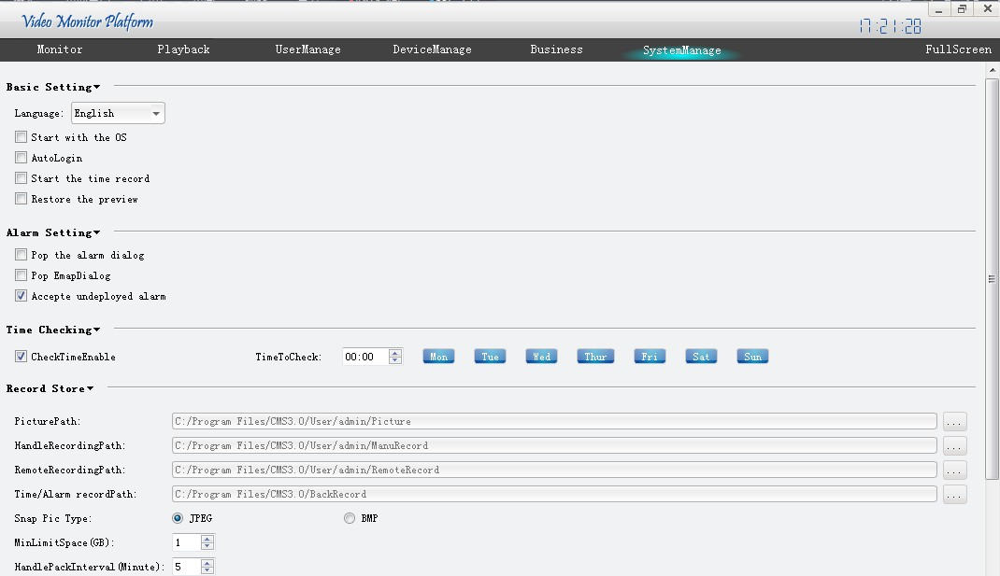 Video Monitor Platform
17:21:28
Monitor Playback UserManage DeviceManage Business SystemManage FullScreen
Basic Setting
Language: English
Start with the OS
AutoLogin
Start the time record
Restore the preview
Alarm Setting
Pop the alarm dialog
Pop EmapDialog
Accepte undeployed alarm
Time Checking
CheckTimeEnable TimeToCheck: 00:00 Mon Tue Wed Thur Fri Sat Sun
Record Store
PicturePath: C:/Program Files/CMS3.0/User/admin/Picture ...
HandleRecordingPath: C:/Program Files/CMS3.0/User/admin/ManuRecord ...
RemoteRecordingPath: C:/Program Files/CMS3.0/User/admin/RemoteRecord ...
Time/Alarm recordPath: C:/Program Files/CMS3.0/BackRecord ...
Snap Pic Type: JPEG BMP
MinLimitSpace(GB): 1
HandlePackInterval(Minute): 5